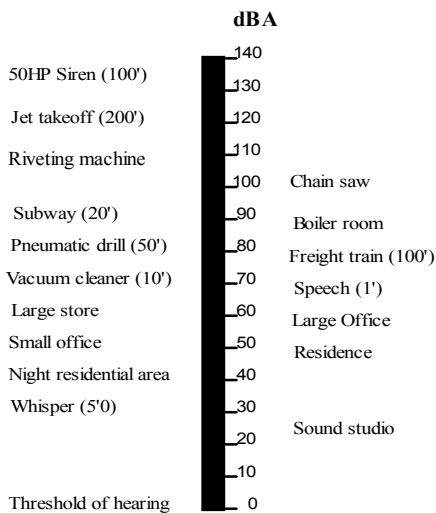 dBA
140
50HP Siren (100')
130
Jet takeoff (200')
120
110
Riveting machine
100
Chain saw
Subway (20')
90
Boiler room
Pneumatic drill (50')
80
Freight train (100')
Vacuum cleaner (10')
70
Speech (1')
Large store
60
Large Office
Small office
50
Residence
Night residential area
40
Whisper (5'0)
30
Sound studio
20
10
Threshold of hearing
0